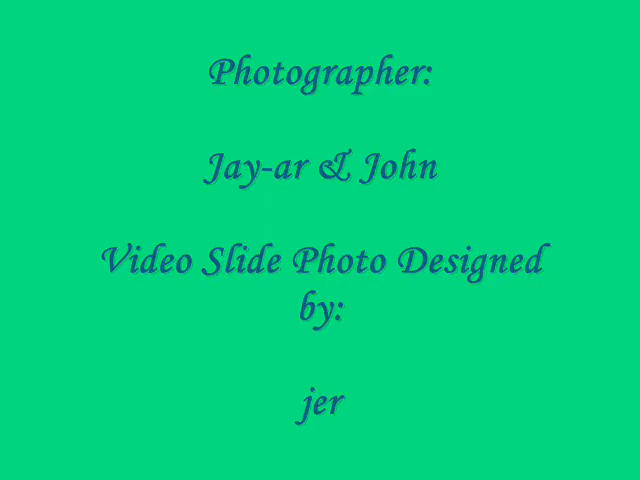 Photographer:
Jay-ar & John
Video Slide Photo Designed
by:
jer